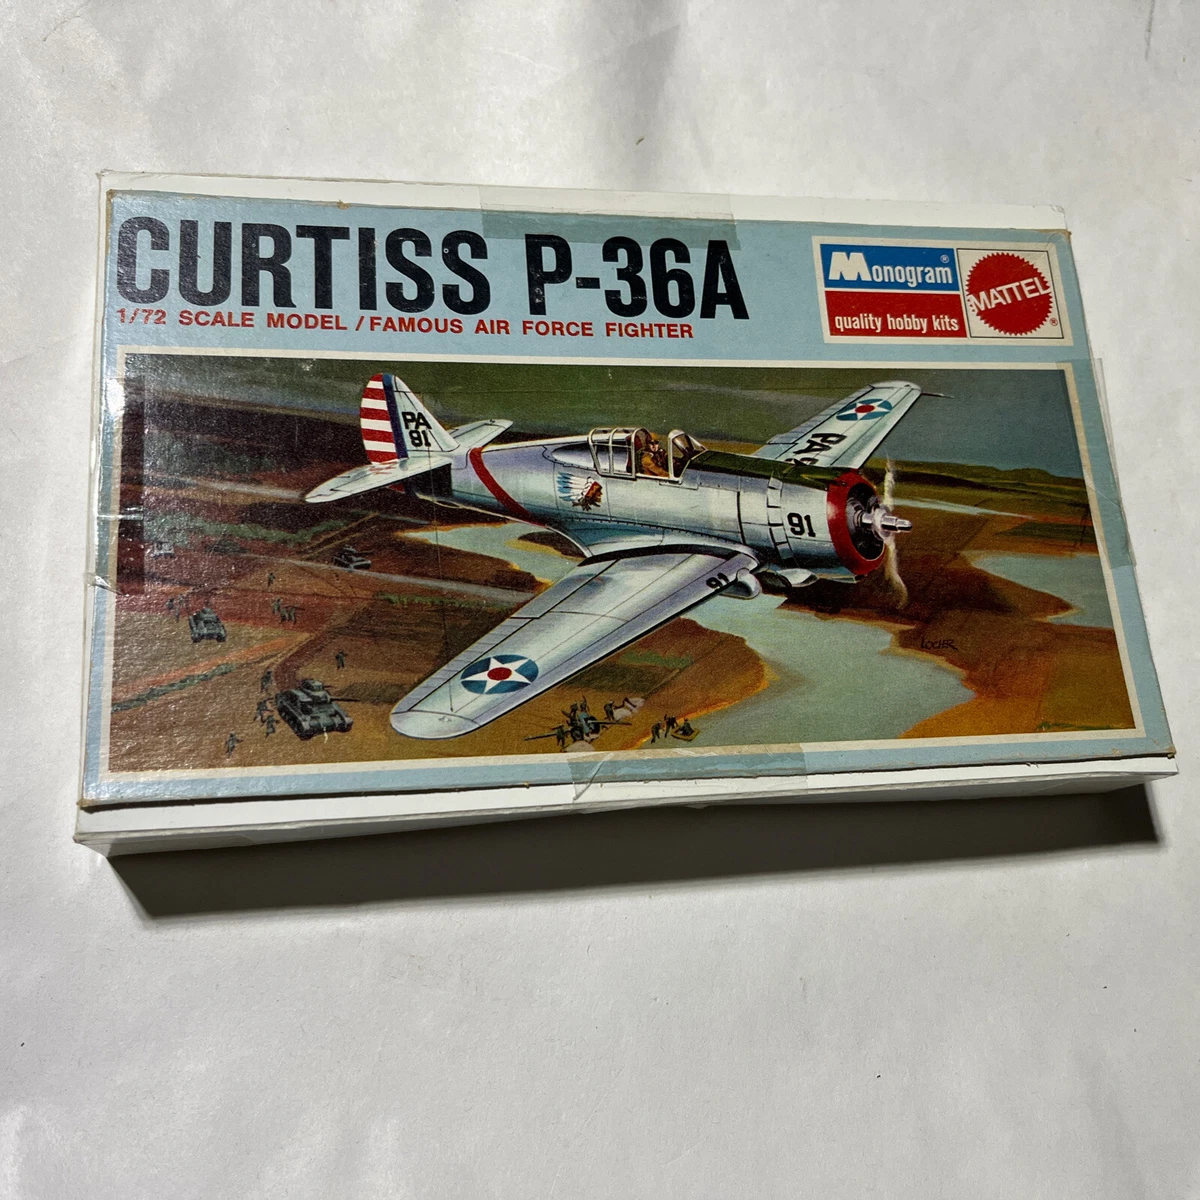 CURTISS P-36A
1/72 SCALE MODEL / FAMOUS AIR FORCE FIGHTER
Monogram®
quality hobby kits
MATTEL®
PA
91
91
91
LOCHER